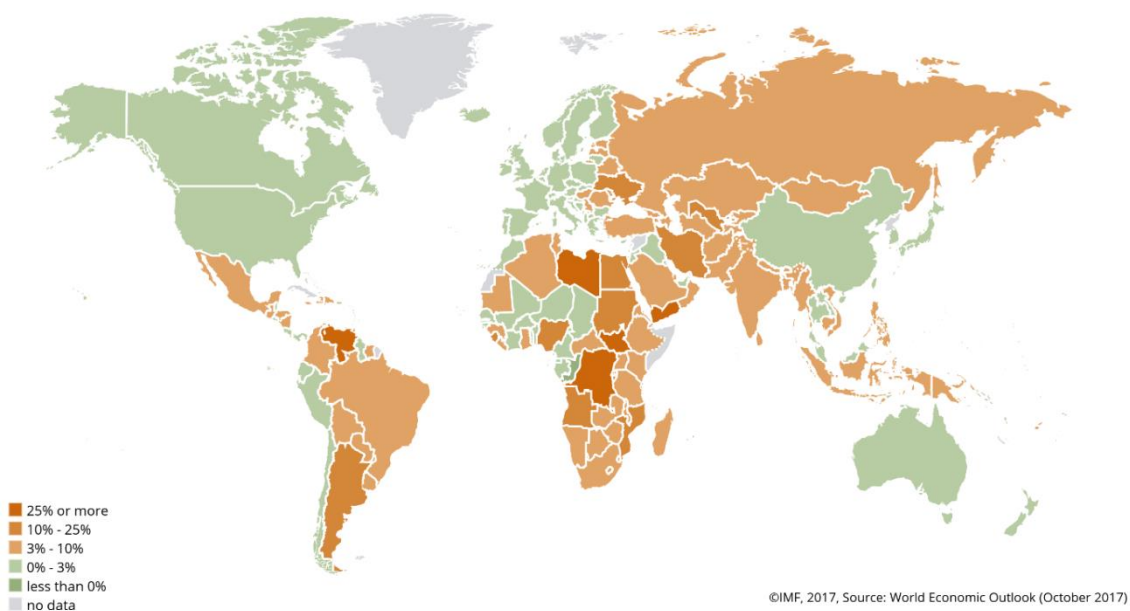 25% or more
10% - 25%
3% - 10%
0% - 3%
less than 0%
no data
©IMF, 2017, Source: World Economic Outlook (October 2017)